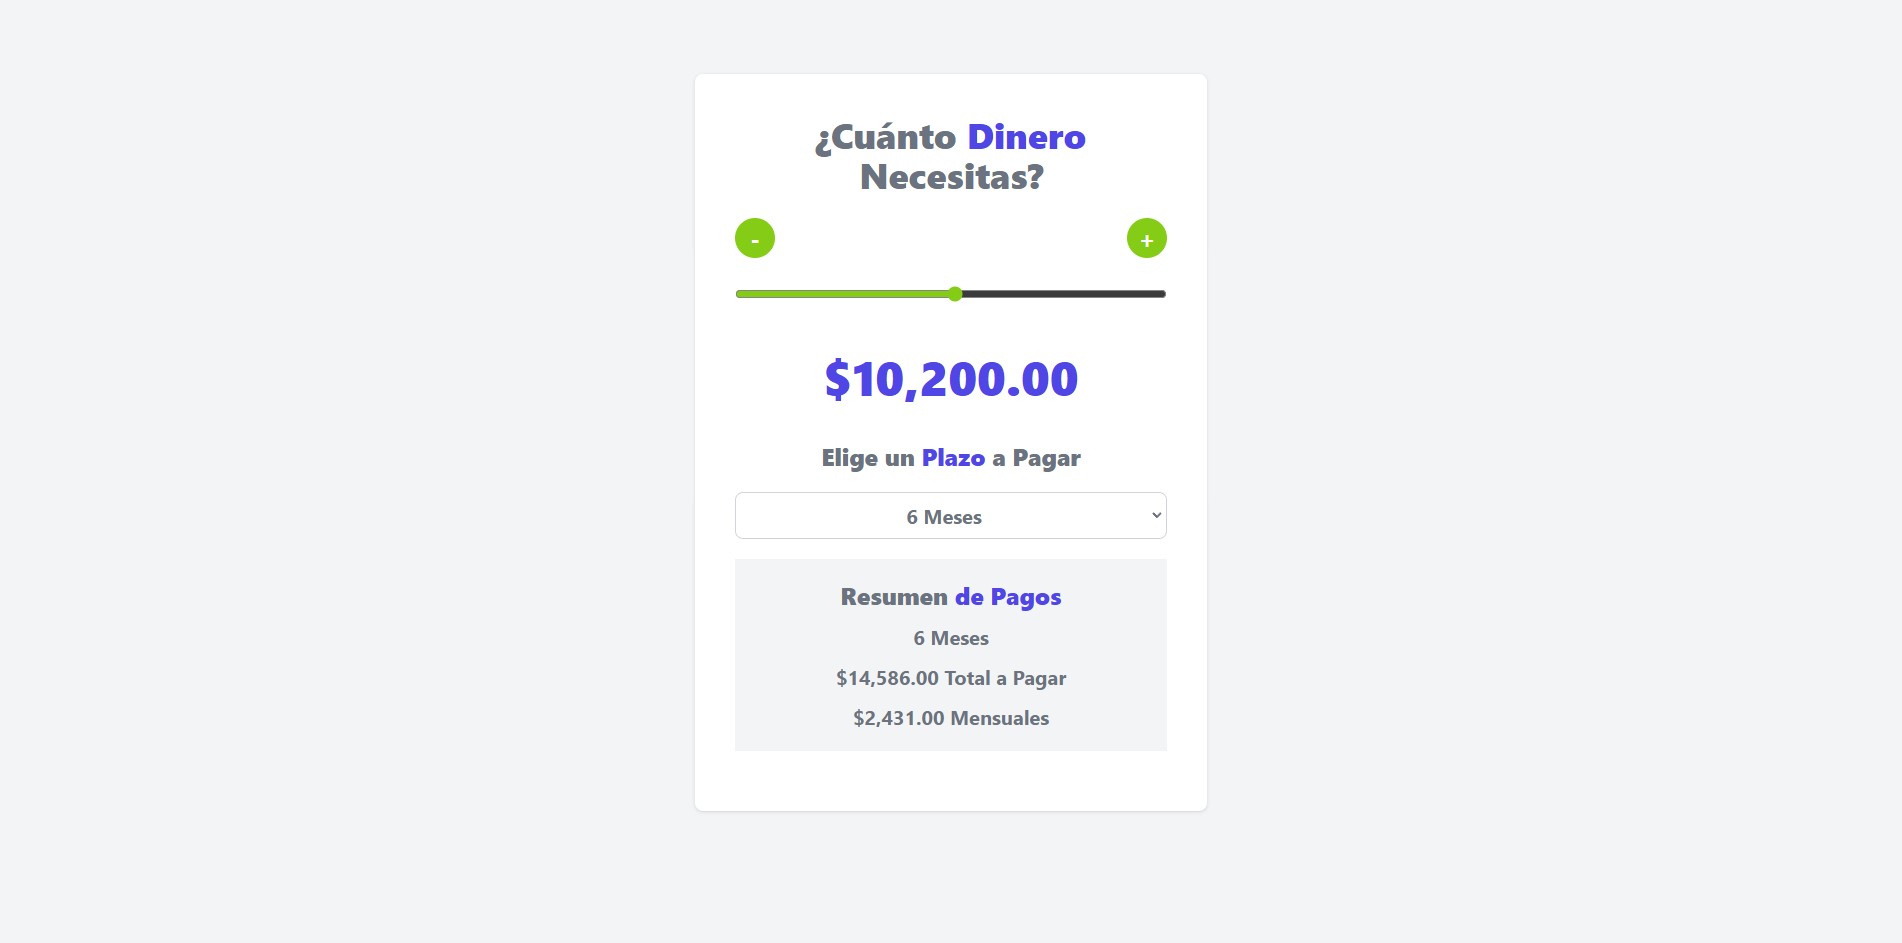 ¿Cuánto Dinero
Necesitas?
- +
$10,200.00
Elige un Plazo a Pagar
6 Meses
Resumen de Pagos
6 Meses
$14,586.00 Total a Pagar
$2,431.00 Mensuales